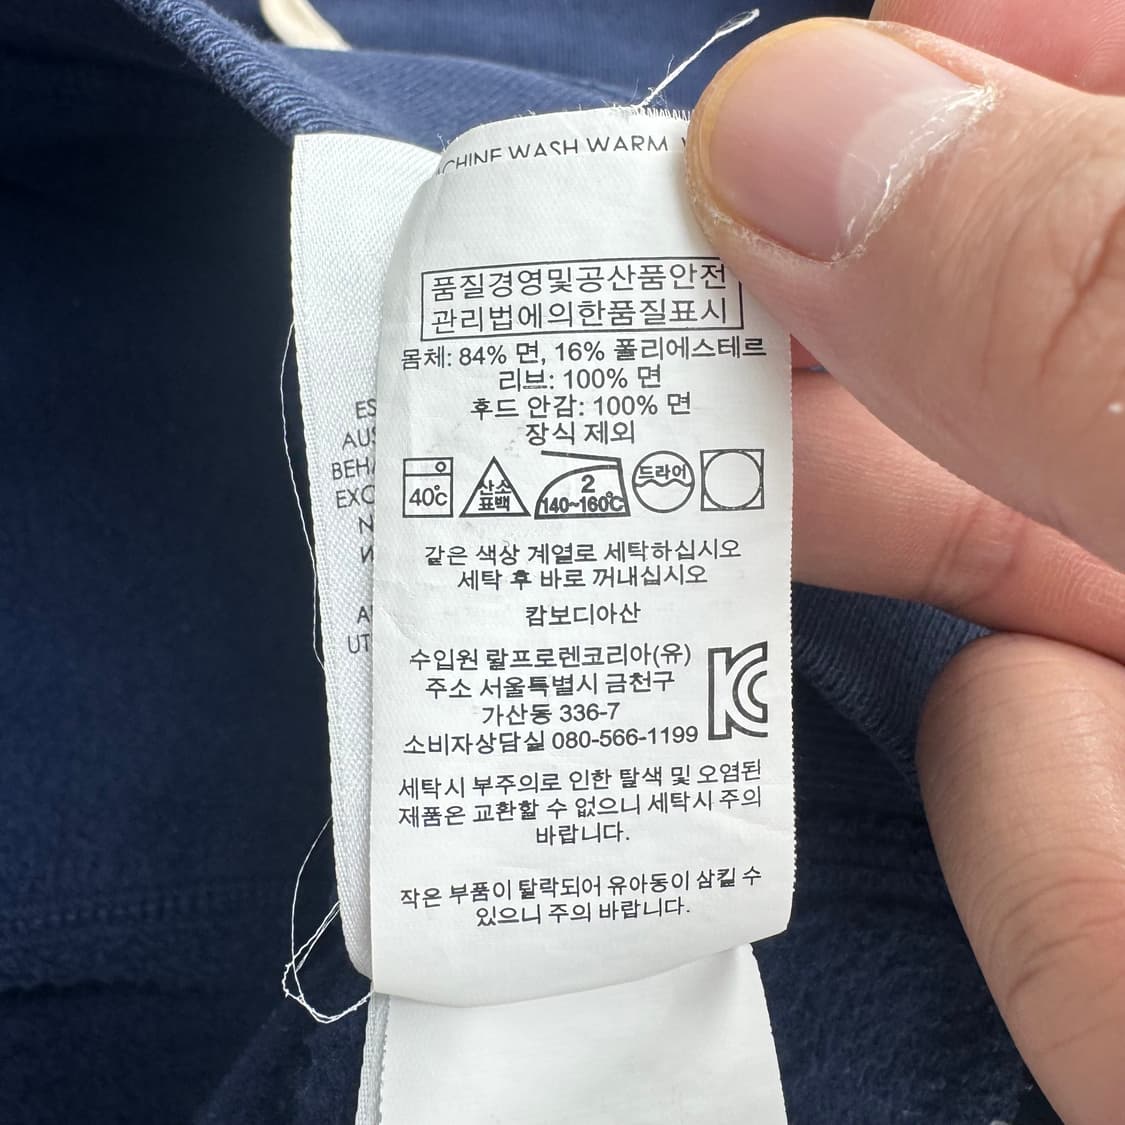 MACHINE WASH WARM
품질경영및공산품안전
관리법에의한품질표시
몸체: 84% 면, 16% 폴리에스테르
리브: 100% 면
후드 안감: 100% 면
장식 제외
40℃
산소
표백
2
140~160℃
드라이
같은 색상 계열로 세탁하십시오
세탁 후 바로 꺼내십시오
캄보디아산
수입원 랄프로렌코리아(유)
주소 서울특별시 금천구
가산동 336-7
소비자상담실 080-566-1199
세탁시 부주의로 인한 탈색 및 오염된
제품은 교환할 수 없으니 세탁시 주의
바랍니다.
작은 부품이 탈락되어 유아동이 삼킬 수
있으니 주의 바랍니다.